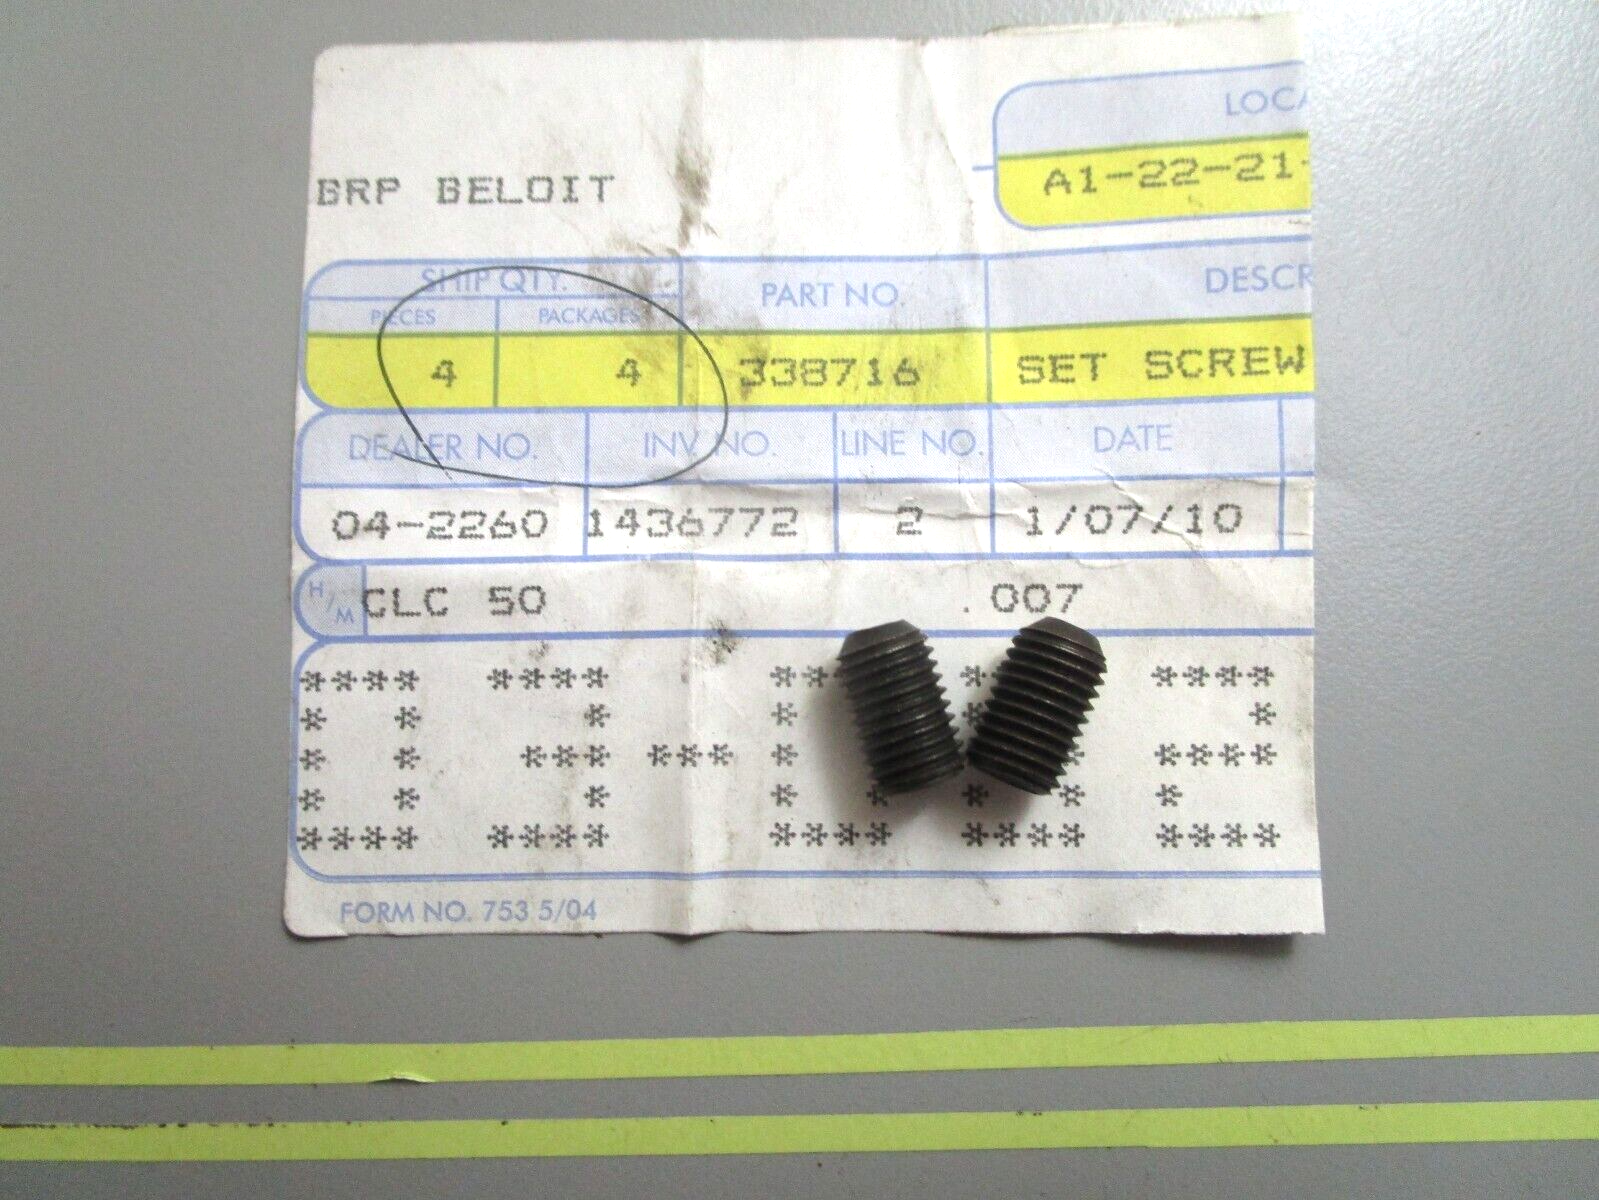 LOCA
BRP BELOIT
A1-22-21-
SHIP QTY. PART NO. DESCR
PIECES PACKAGES
4 4 338716 SET SCREW
DEALER NO. INV. NO. LINE NO. DATE
04-2260 1436772 2 1/07/10
H/M CLC 50 .007
**** **** **** **** ****
FORM NO. 753 5/04